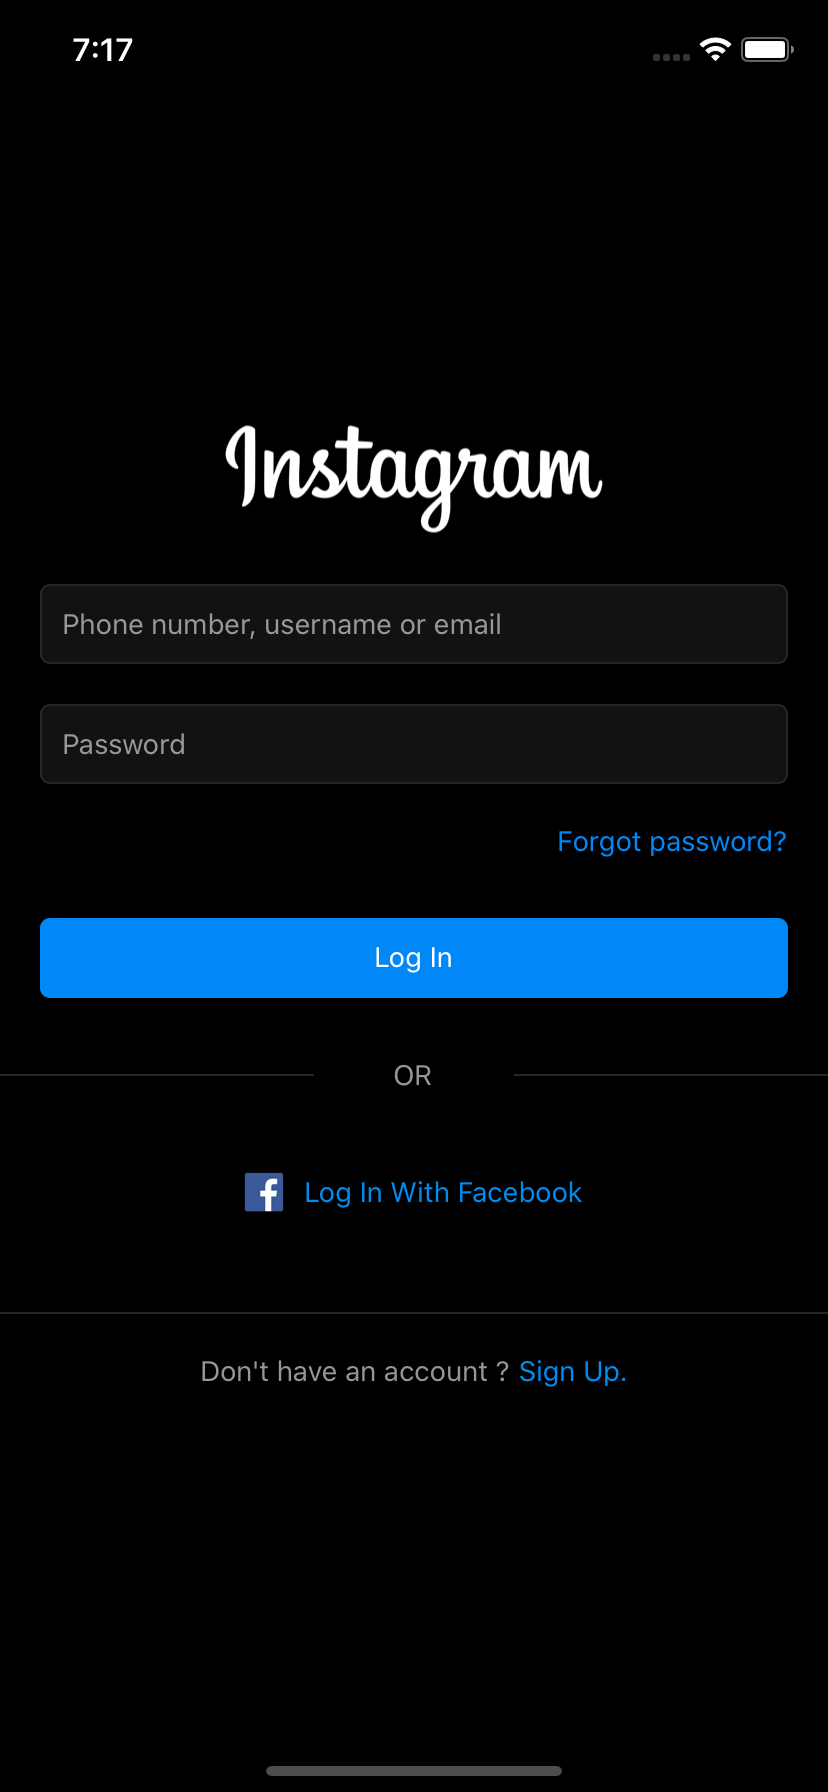 7:17
Instagram
Phone number, username or email
Password
Forgot password?
Log In
OR
Log In With Facebook
Don't have an account ? Sign Up.